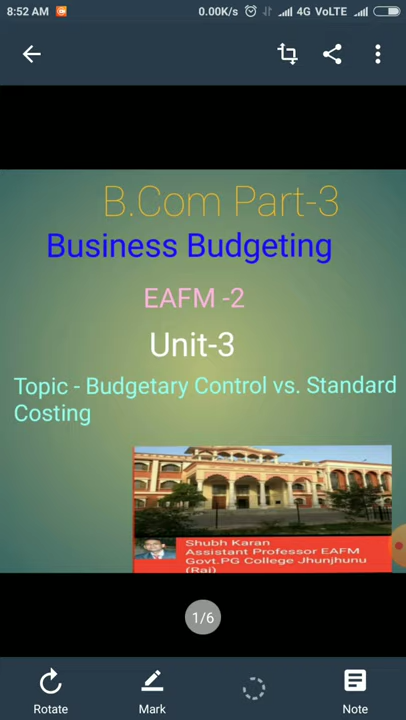 8:52 AM 0.00K/s 4G VoLTE
B.Com Part-3
Business Budgeting
EAFM -2
Unit-3
Topic - Budgetary Control vs. Standard
Costing
Shubh Karan
Assistant Professor EAFM
Govt.PG College Jhunjhunu
(Raj)
1/6
Rotate Mark Note